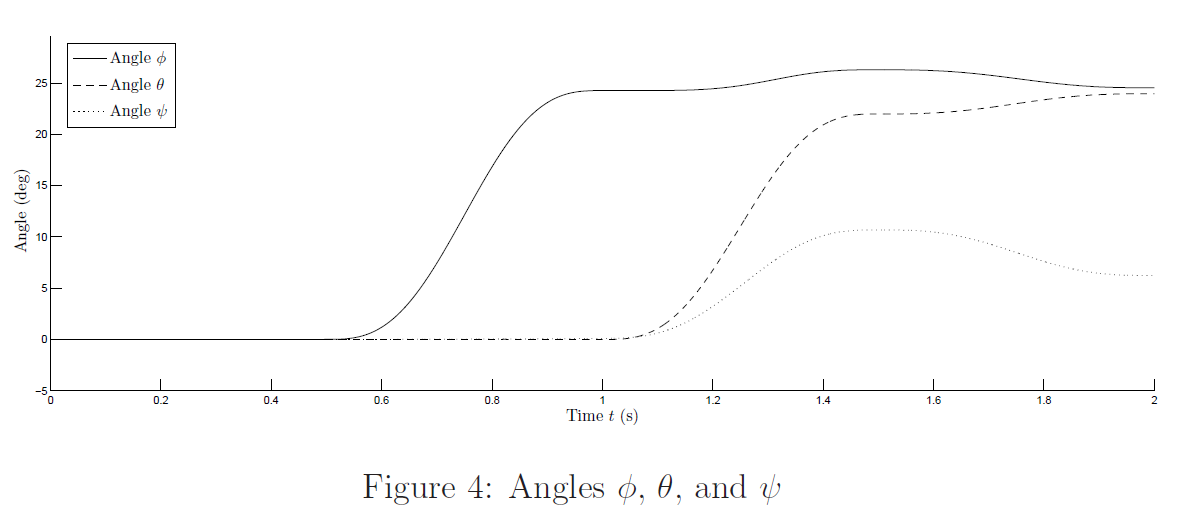 Angle ϕ
Angle θ
Angle ψ
25
20
15
10
5
0
−5
Angle (deg)
0 0.2 0.4 0.6 0.8 1 1.2 1.4 1.6 1.8 2
Time t (s)
Figure 4: Angles ϕ, θ, and ψ